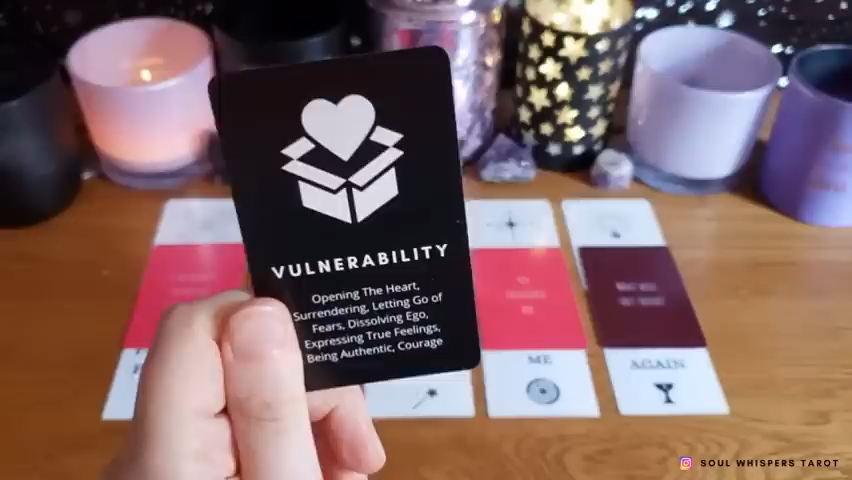 VULNERABILITY
Opening The Heart,
Surrendering, Letting Go of
Fears, Dissolving Ego,
Expressing True Feelings,
Being Authentic, Courage
ME
AGAIN
SOUL WHISPERS TAROT